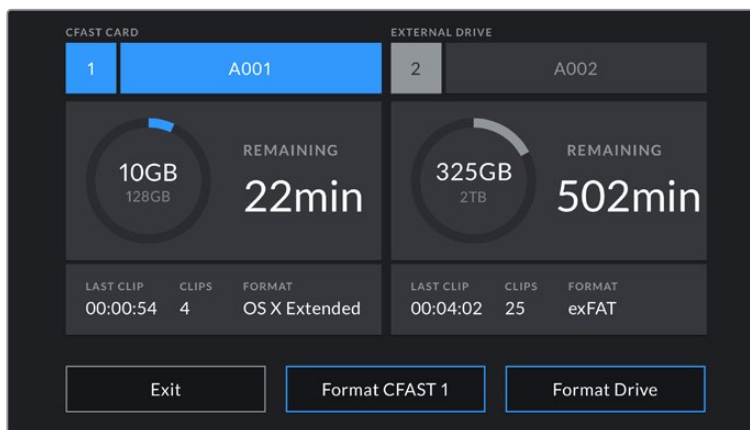 CFAST CARD
1 A001
10GB
128GB
REMAINING
22min
LAST CLIP CLIPS FORMAT
00:00:54 4 OS X Extended
EXTERNAL DRIVE
2 A002
325GB
2TB
REMAINING
502min
LAST CLIP CLIPS FORMAT
00:04:02 25 exFAT
Exit Format CFAST 1 Format Drive